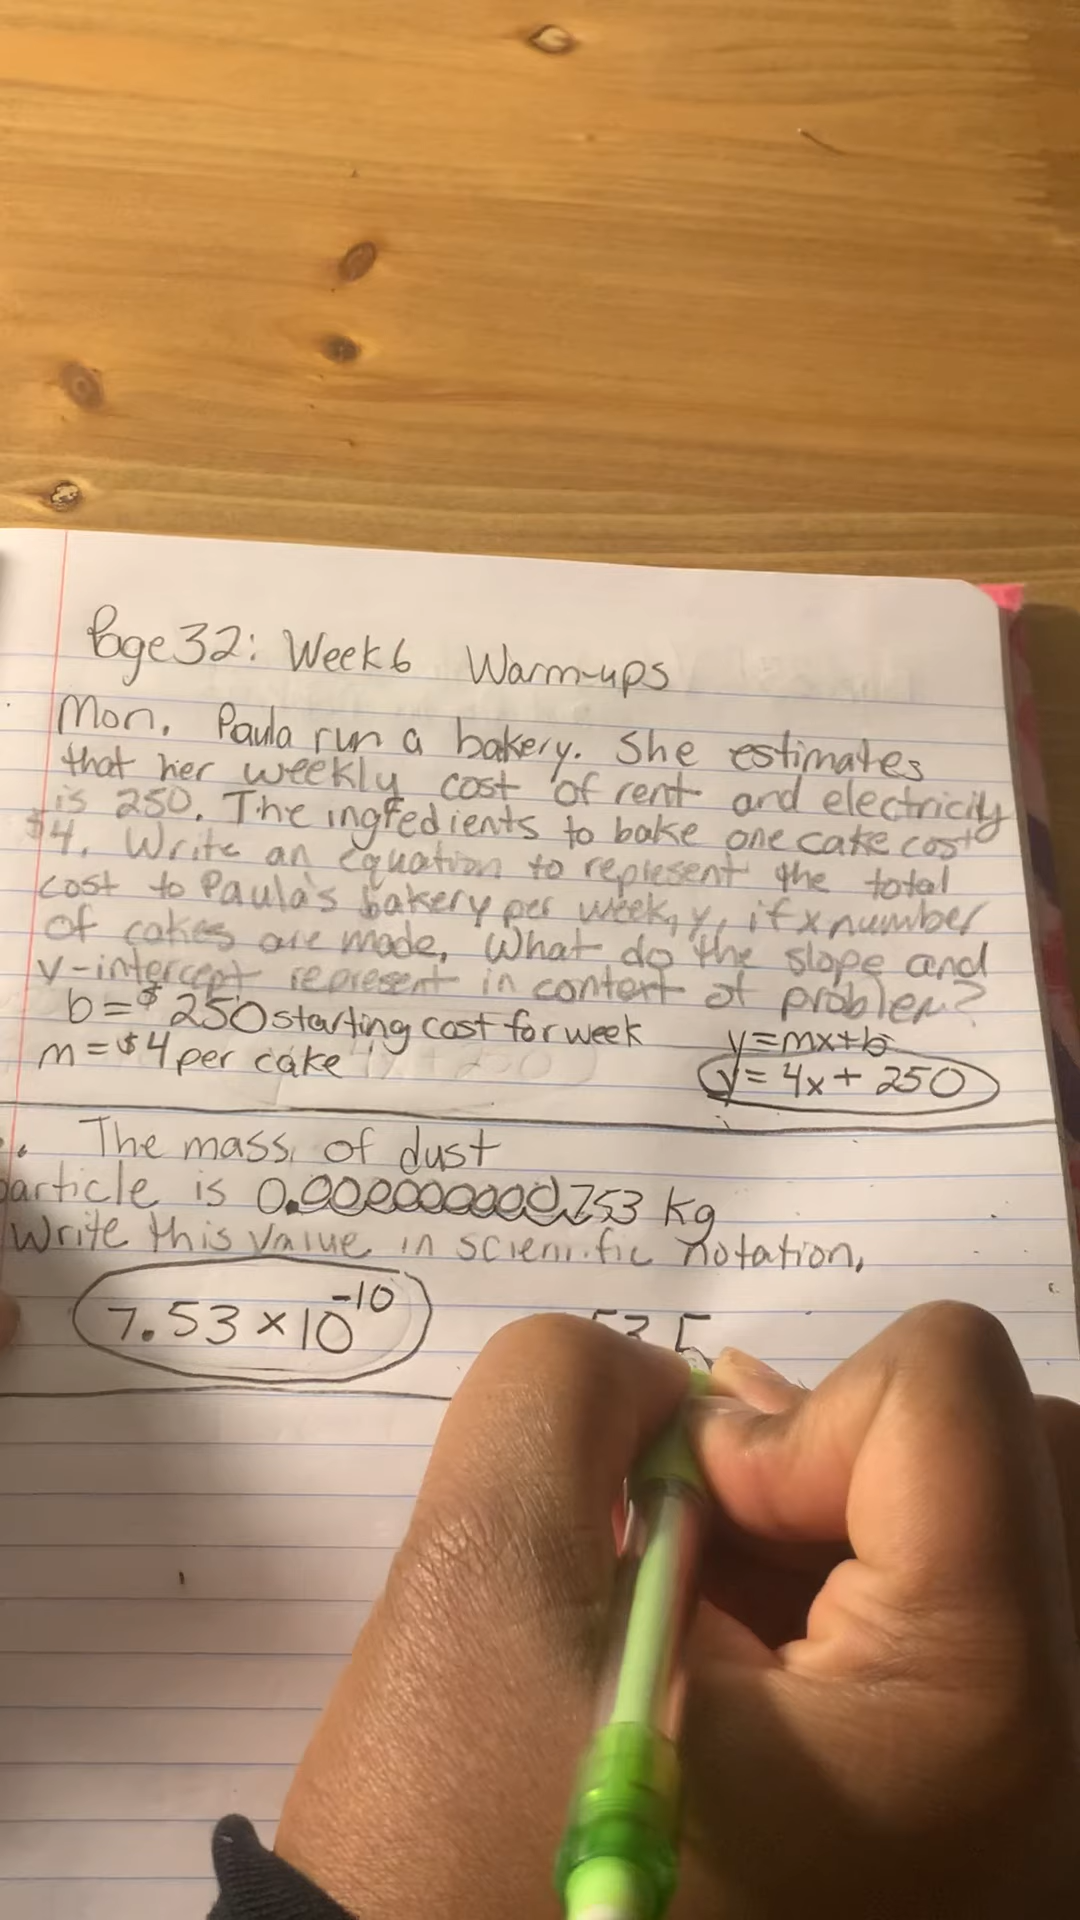 Page 32: Week 6 Warm-ups
Mon. Paula run a bakery. She estimates
that her weekly cost of rent and electricity
is 250. The ingredients to bake one cake cost
$4. Write an equation to represent the total
cost to Paula's bakery per week, y, if x number
of cakes are made, What do the slope and
y-intercept represent in context of problem?
b = $250 starting cost for week
m = $4 per cake
y=mx+b
y= 4x + 250
The mass of dust
particle is 0.000000000753 kg
Write this value in scientific notation,
7.53 x 10^-10